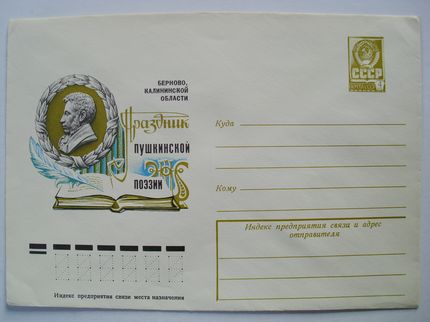 БЕРНОВО,
КАЛИНИНСКОЙ
ОБЛАСТИ
Праздник
ПУШКИНСКОЙ
ПОЭЗИИ
СССР
4
Куда
Кому
Индекс предприятия связи и адрес
отправителя
Индекс предприятия связи места назначения